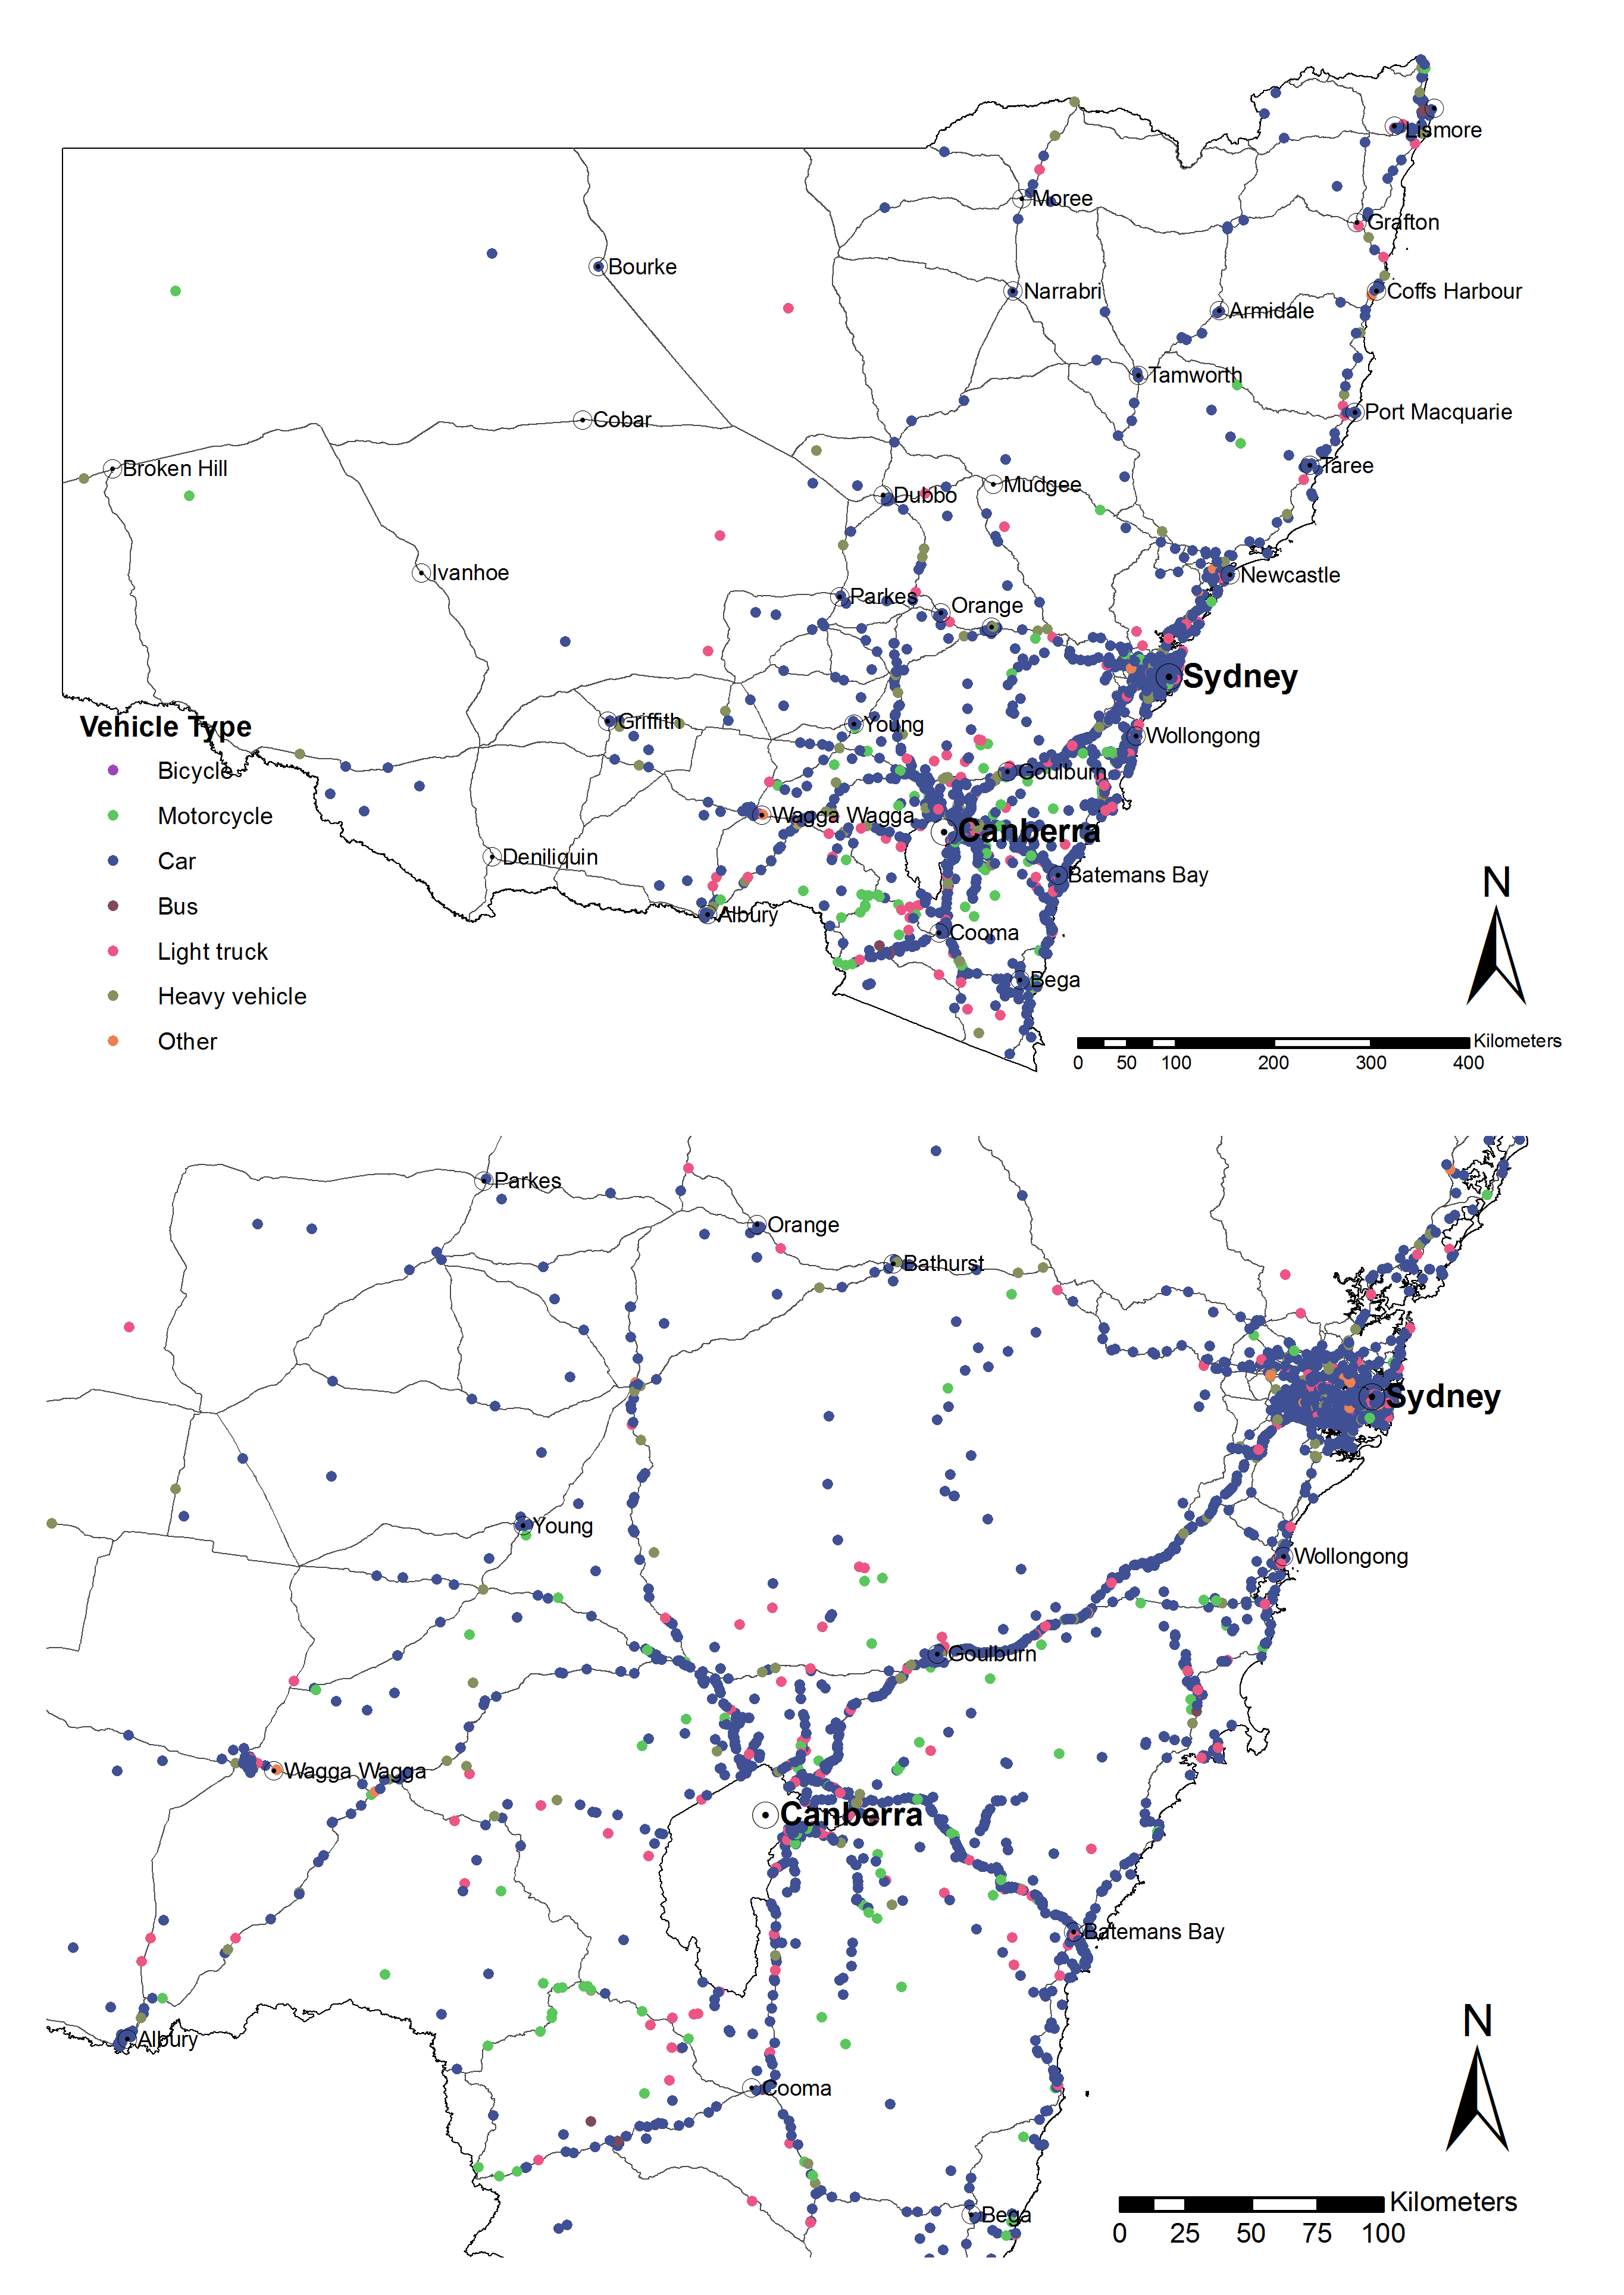 Lismore
Moree
Grafton
Bourke
Narrabri
Coffs Harbour
Armidale
Tamworth
Cobar
Port Macquarie
Broken Hill
Taree
Dubbo
Mudgee
Ivanhoe
Newcastle
Parkes
Orange
Sydney
Griffith
Young
Wollongong
Vehicle Type
Bicycle
Motorcycle
Car
Bus
Light truck
Heavy vehicle
Other
Goulburn
Wagga Wagga
Canberra
Deniliquin
Batemans Bay
Albury
Cooma
Bega
N
Kilometers
0 50 100 200 300 400
Parkes
Orange
Bathurst
Sydney
Young
Wollongong
Goulburn
Wagga Wagga
Canberra
Batemans Bay
Albury
Cooma
Bega
N
Kilometers
0 25 50 75 100